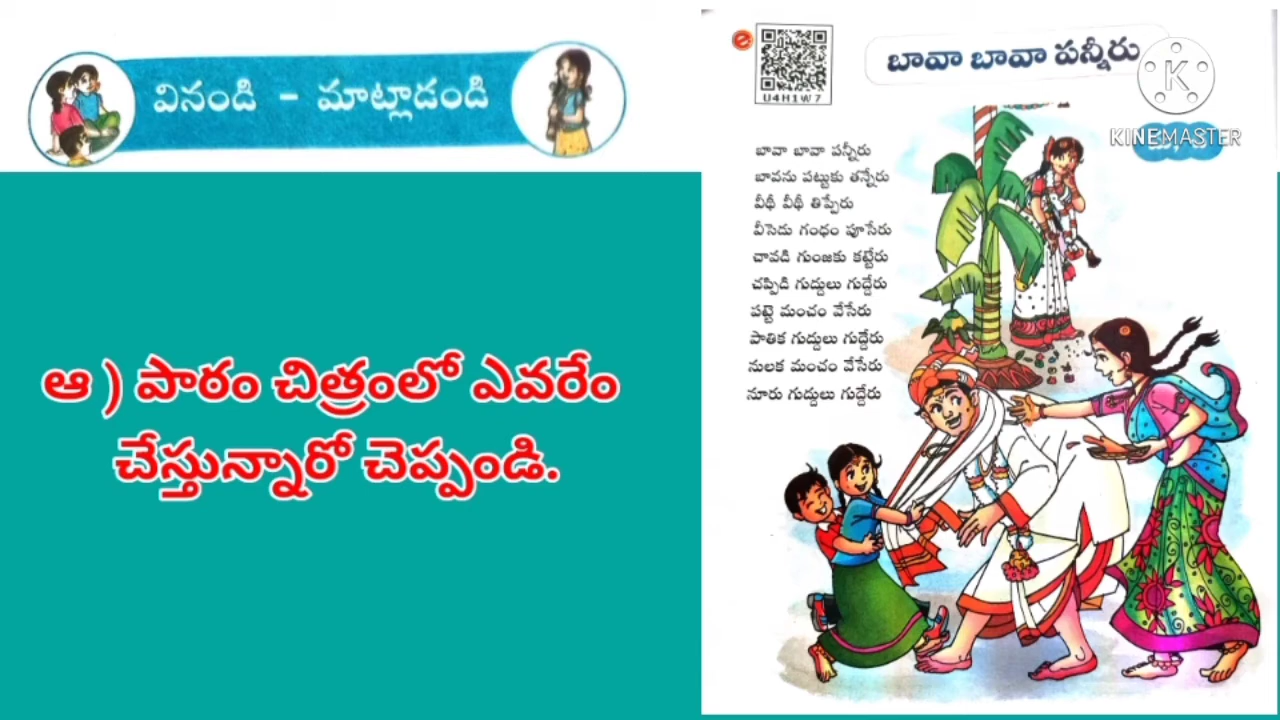 వినండి - మాట్లాడండి
ఆ ) పాఠం చిత్రంలో ఎవరేం
చేస్తున్నారో చెప్పండి.
e
U4H1W7
బావా బావా పన్నీరు
K
KINEMASTER
బావా బావా పన్నీరు
బావను పట్టుకు తన్నేరు
వీధీ వీధీ తిప్పేరు
వీసెడు గంధం పూసేరు
చావడి గుంజకు కట్టేరు
చప్పిడి గుద్దులు గుద్దేరు
పట్టె మంచం వేసేరు
పాతిక గుద్దులు గుద్దేరు
నులక మంచం వేసేరు
నూరు గుద్దులు గుద్దేరు